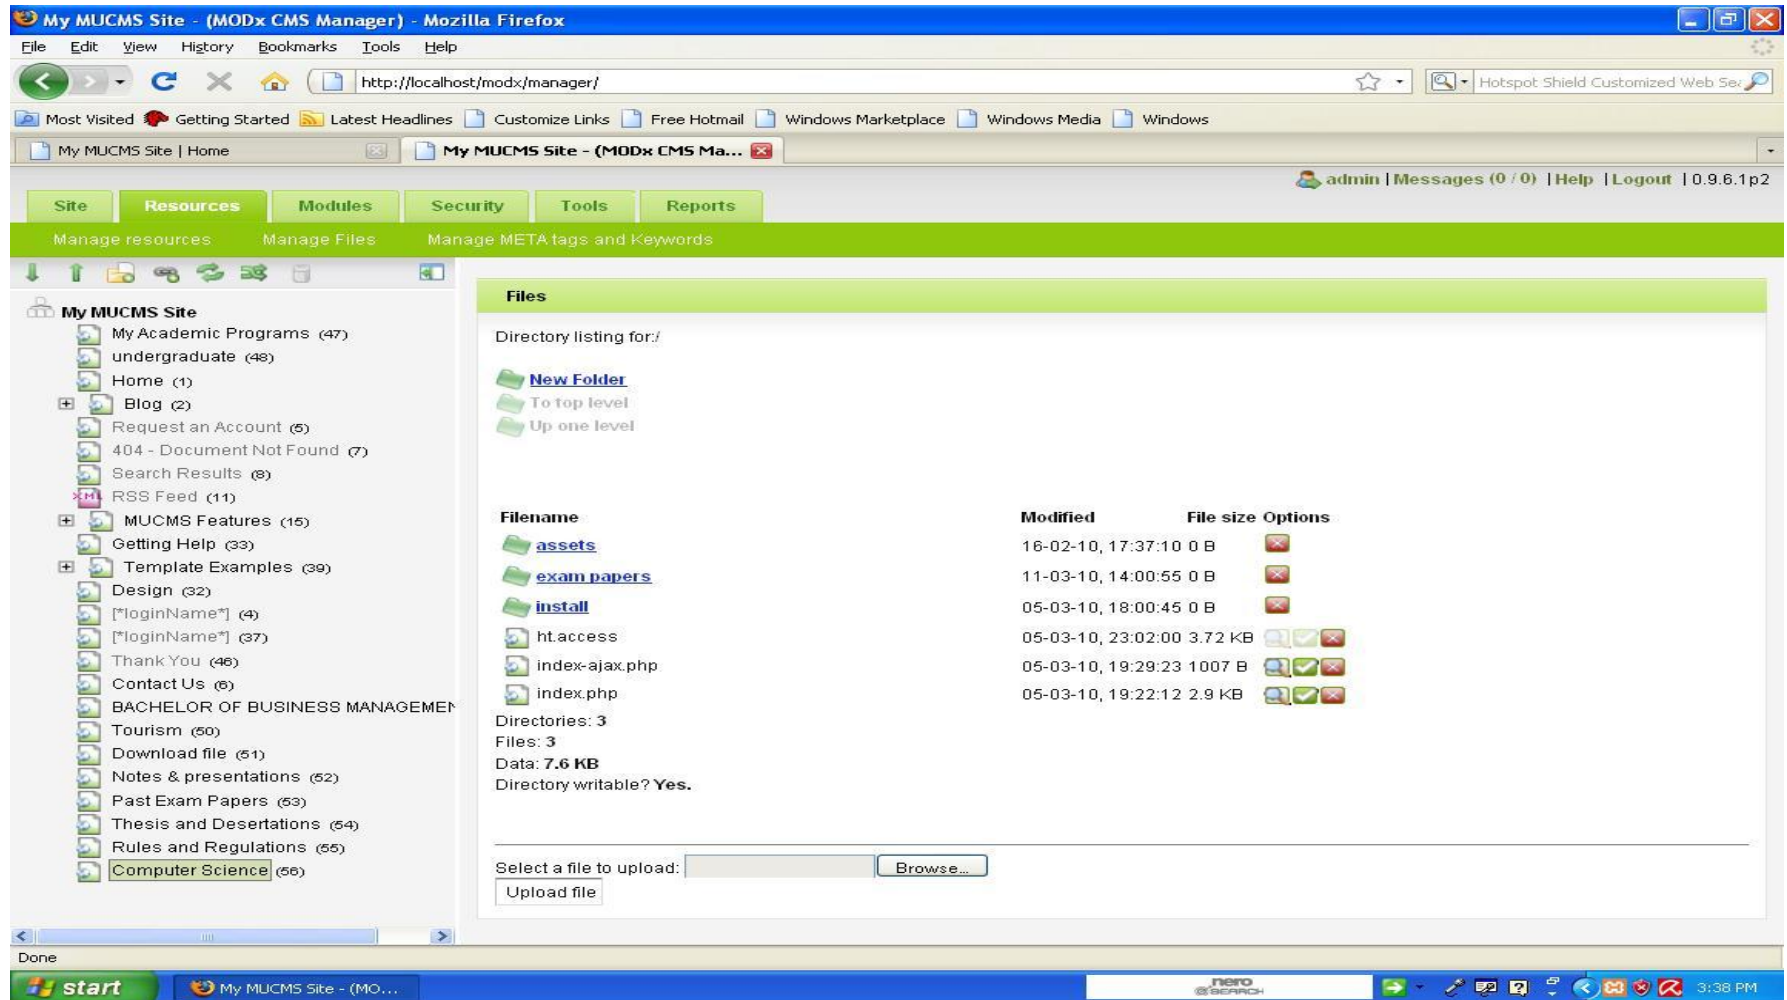 My MUCMS Site - (MODx CMS Manager) - Mozilla Firefox
File Edit View History Bookmarks Tools Help
http://localhost/modx/manager/ Hotspot Shield Customized Web Sea
Most Visited Getting Started Latest Headlines Customize Links Free Hotmail Windows Marketplace Windows Media Windows
My MUCMS Site | Home My MUCMS Site - (MODx CMS Ma...
admin | Messages (0 / 0) | Help | Logout | 0.9.6.1p2
Site Resources Modules Security Tools Reports
Manage resources Manage Files Manage META tags and Keywords
My MUCMS Site
My Academic Programs (47)
undergraduate (48)
Home (1)
Blog (2)
Request an Account (5)
404 - Document Not Found (7)
Search Results (8)
XML RSS Feed (11)
MUCMS Features (15)
Getting Help (33)
Template Examples (39)
Design (32)
[*loginName*] (4)
[*loginName*] (37)
Thank You (46)
Contact Us (6)
BACHELOR OF BUSINESS MANAGEMEN
Tourism (50)
Download file (51)
Notes & presentations (52)
Past Exam Papers (53)
Thesis and Desertations (54)
Rules and Regulations (55)
Computer Science (56)
Files
Directory listing for:/
New Folder
To top level
Up one level
Filename Modified File size Options
assets 16-02-10, 17:37:10 0 B
exam papers 11-03-10, 14:00:55 0 B
install 05-03-10, 18:00:45 0 B
ht.access 05-03-10, 23:02:00 3.72 KB
index-ajax.php 05-03-10, 19:29:23 1007 B
index.php 05-03-10, 19:22:12 2.9 KB
Directories: 3
Files: 3
Data: 7.6 KB
Directory writable? Yes.
Select a file to upload: Browse...
Upload file
Done
start My MUCMS Site - (MO... nero SEARCH 3:38 PM